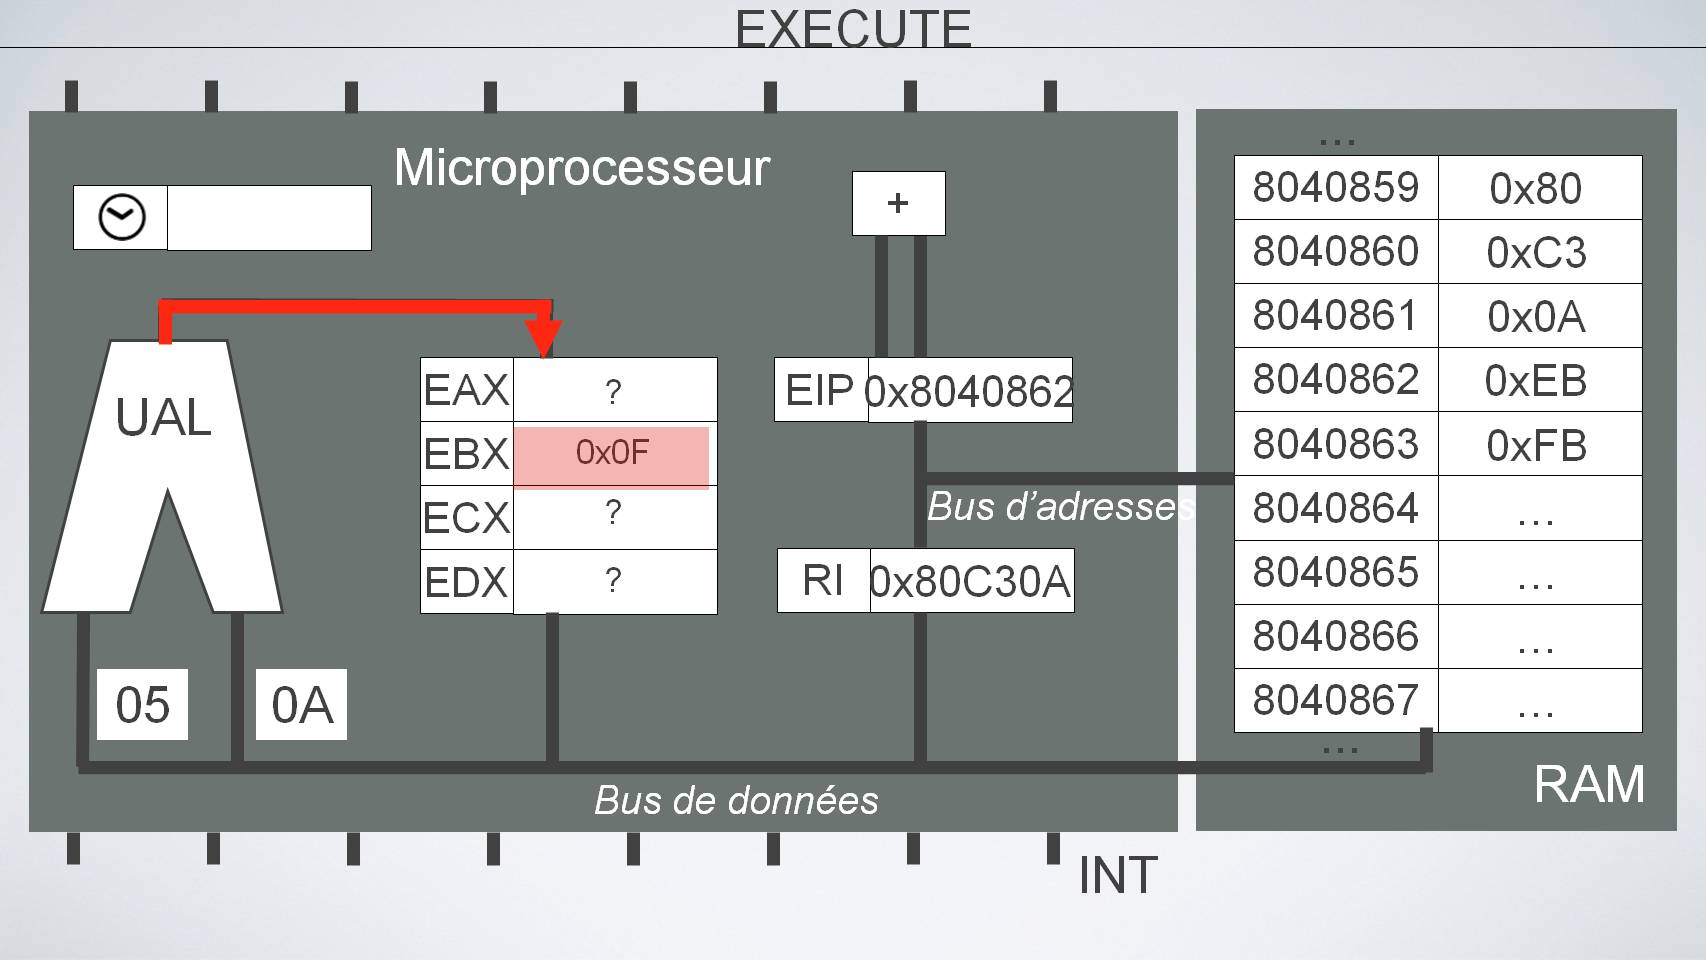 EXECUTE
Microprocesseur
+
UAL
EAX ?
EBX 0x0F
ECX ?
EDX ?
EIP 0x8040862
Bus d’adresses
RI 0x80C30A
05
0A
Bus de données
INT
...
8040859 0x80
8040860 0xC3
8040861 0x0A
8040862 0xEB
8040863 0xFB
8040864 ...
8040865 ...
8040866 ...
8040867 ...
...
RAM